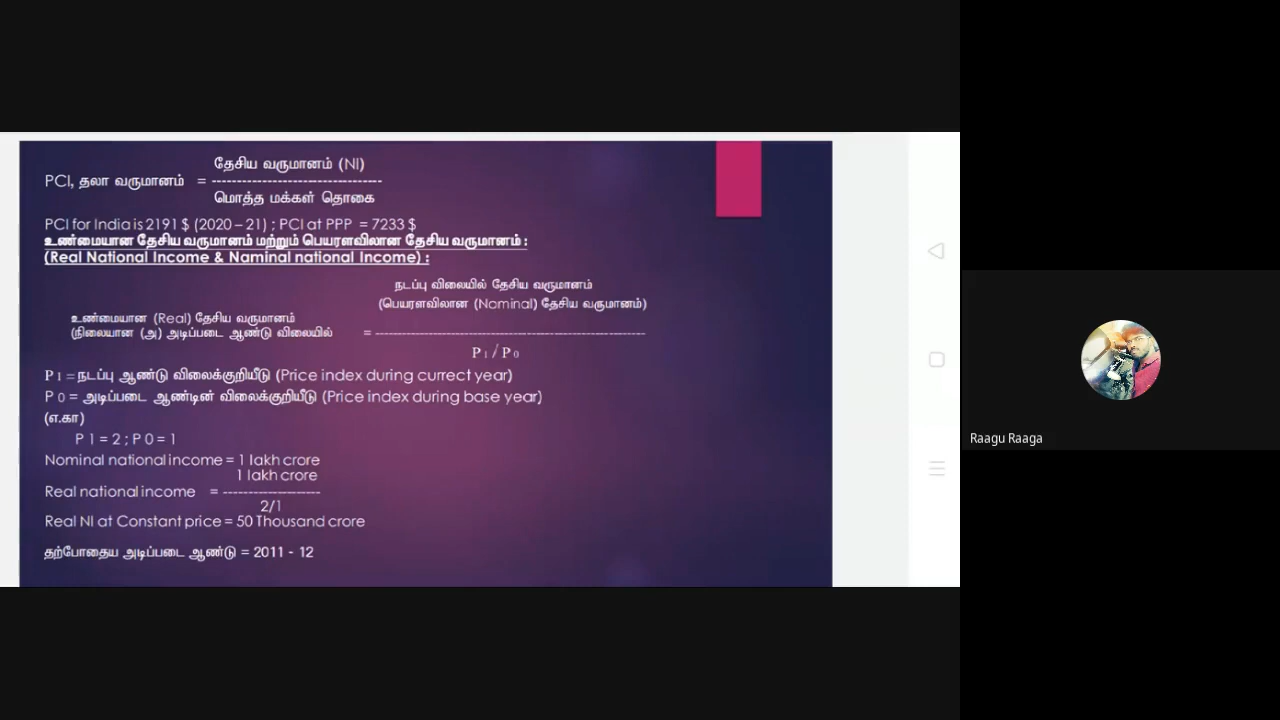 தேசிய வருமானம் (NI)
PCI, தலா வருமானம் = ---------------------------------
மொத்த மக்கள் தொகை
PCI for India is 2191 $ (2020 – 21) ; PCI at PPP = 7233 $
உண்மையான தேசிய வருமானம் மற்றும் பெயரளவிலான தேசிய வருமானம் :
(Real National Income & Naminal national Income) :
நடப்பு விலையில் தேசிய வருமானம்
(பெயரளவிலான (Nominal) தேசிய வருமானம்)
உண்மையான (Real) தேசிய வருமானம்
(நிலையான (அ) அடிப்படை ஆண்டு விலையில் = ---------------------------------
P1 / P0
P1 = நடப்பு ஆண்டு விலைக்குறியீடு (Price index during currect year)
P 0 = அடிப்படை ஆண்டின் விலைக்குறியீடு (Price index during base year)
(எ.கா)
P 1 = 2 ; P 0 = 1
Nominal national income = 1 lakh crore
1 lakh crore
Real national income = --------------------
2/1
Real NI at Constant price = 50 Thousand crore
தற்போதைய அடிப்படை ஆண்டு = 2011 - 12
Raagu Raaga